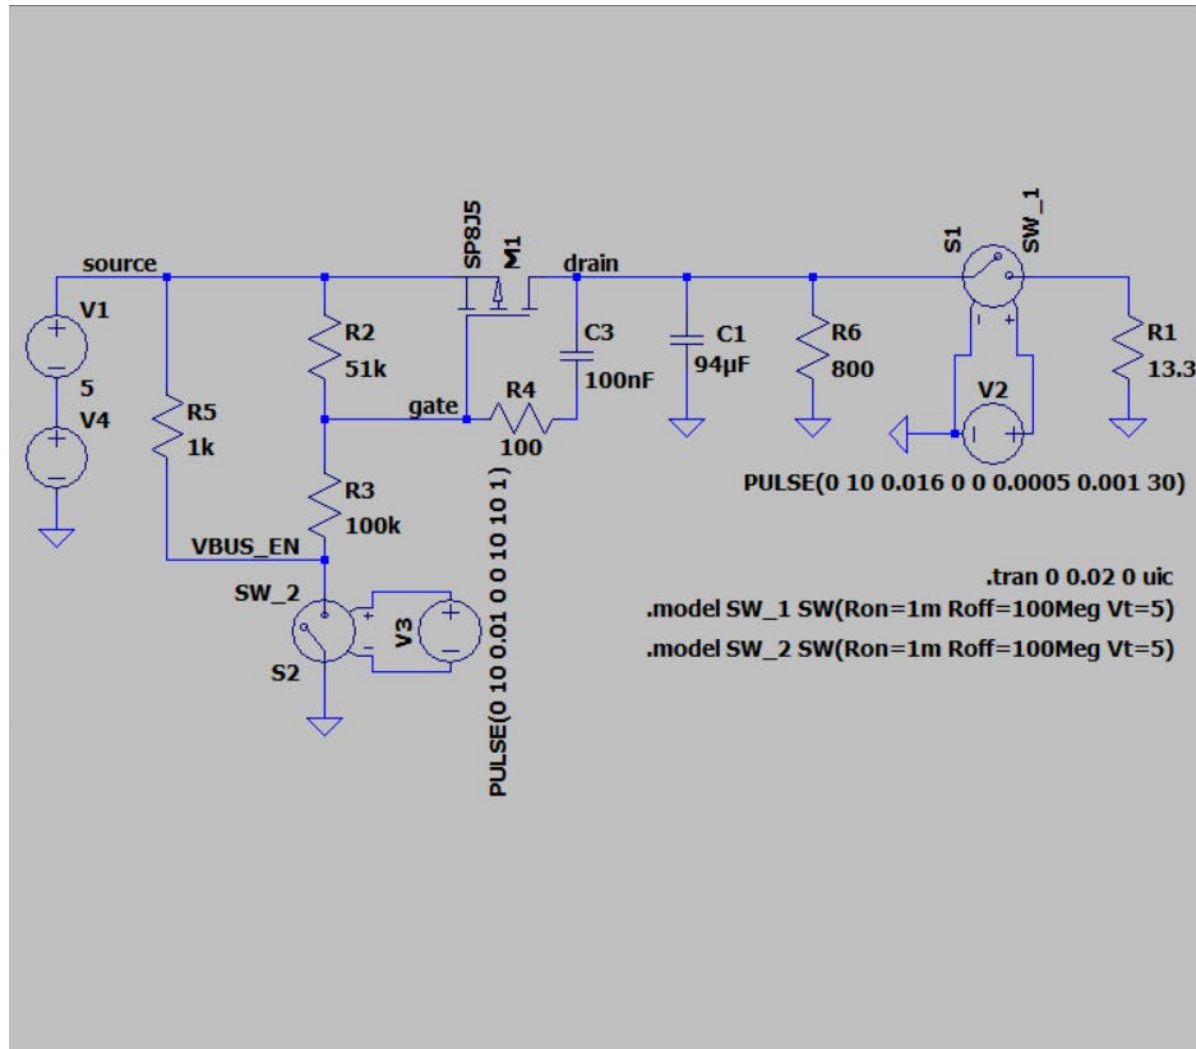 source
V1
5
V4
R5
1k
R2
51k
SP8J5
M1
drain
C3
100nF
gate
R4
100
R3
100k
VBUS_EN
SW_2
S2
V3
PULSE(0 10 0.01 0 0 10 10 1)
C1
94µF
R6
800
S1
SW_1
R1
13.3
V2
PULSE(0 10 0.016 0 0 0.0005 0.001 30)
.tran 0 0.02 0 uic
.model SW_1 SW(Ron=1m Roff=100Meg Vt=5)
.model SW_2 SW(Ron=1m Roff=100Meg Vt=5)